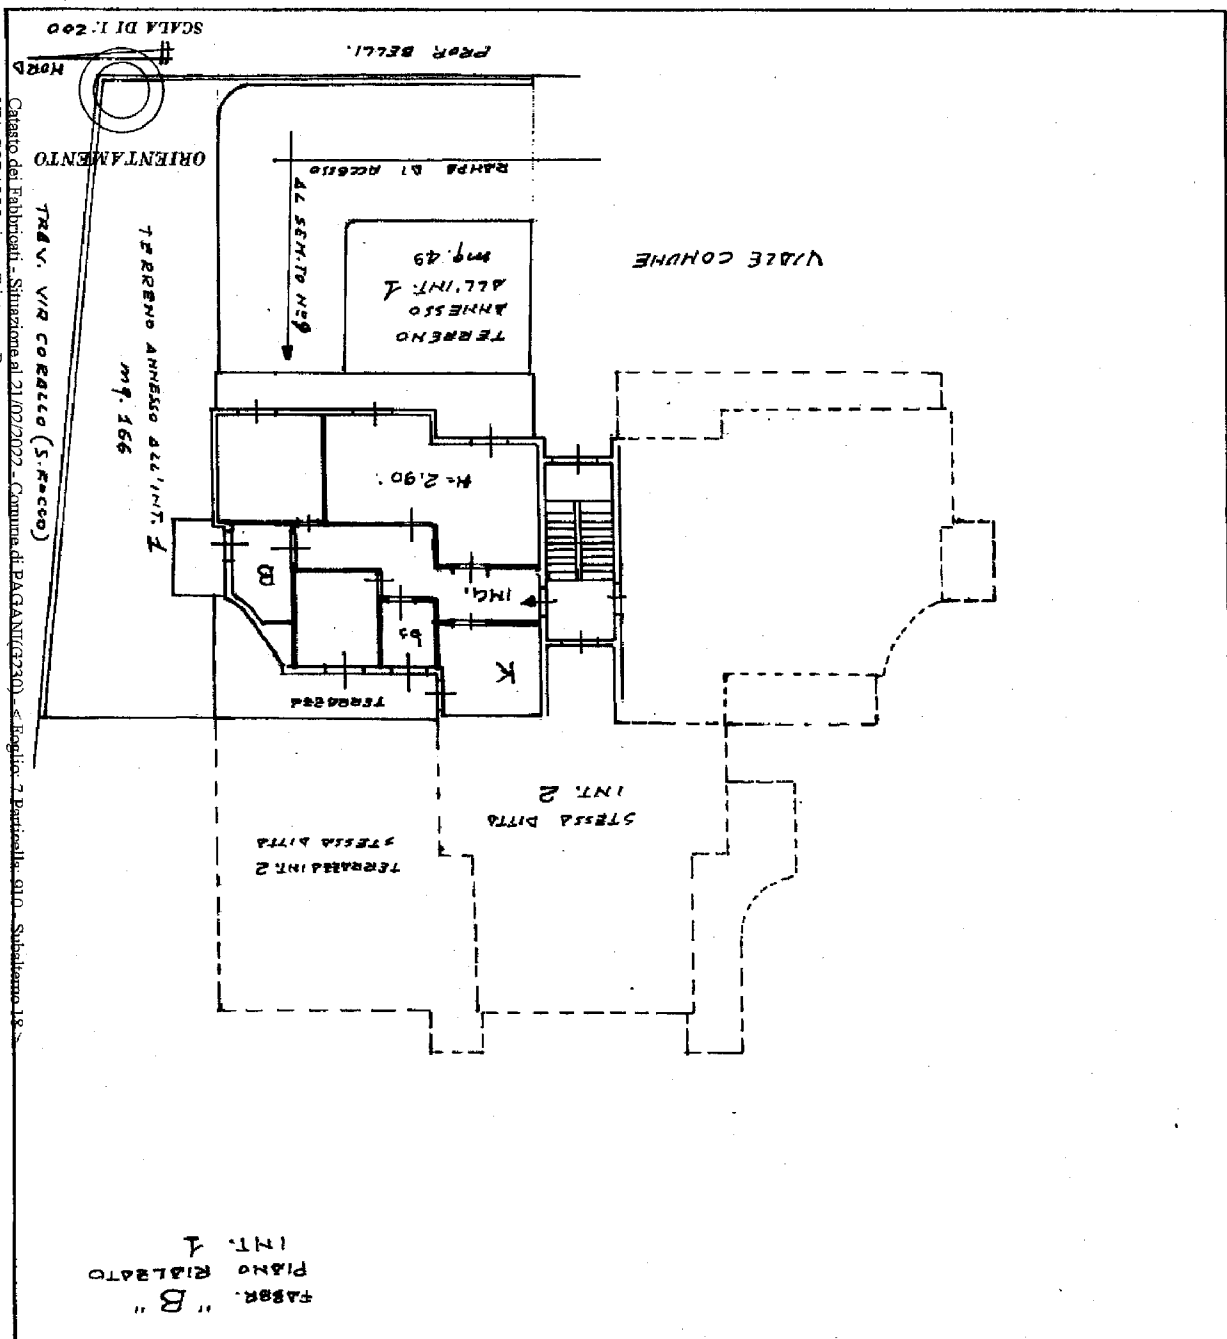 FABBR. "B"
PIANO RIALZATO
INT. 1
TERRAZZA INT. 2
STESSA DITTA
STESSA DITTA
INT. 2
TERRAZZA
K
bs
B
ING.
H=2,90
TERRENO
ANNESSO
ALL'INT. 1
mq. 49
VIALE COMUNE
AL SEM.TO Nº9
RAMPA DI ACCESSO
TERRENO ANNESSO ALL'INT. 1
mq. 166
TRAV. VIA CORALLO (S. ROCCO)
PROP. BELLI.
ORIENTAMENTO
NORD
SCALA DI 1: 200
Catasto dei Fabbricati - Situazione al 21/02/2022 - Comune di PAGANI(G230) - < Foglio: 7 Particella: 910 - Subalterno 18 >